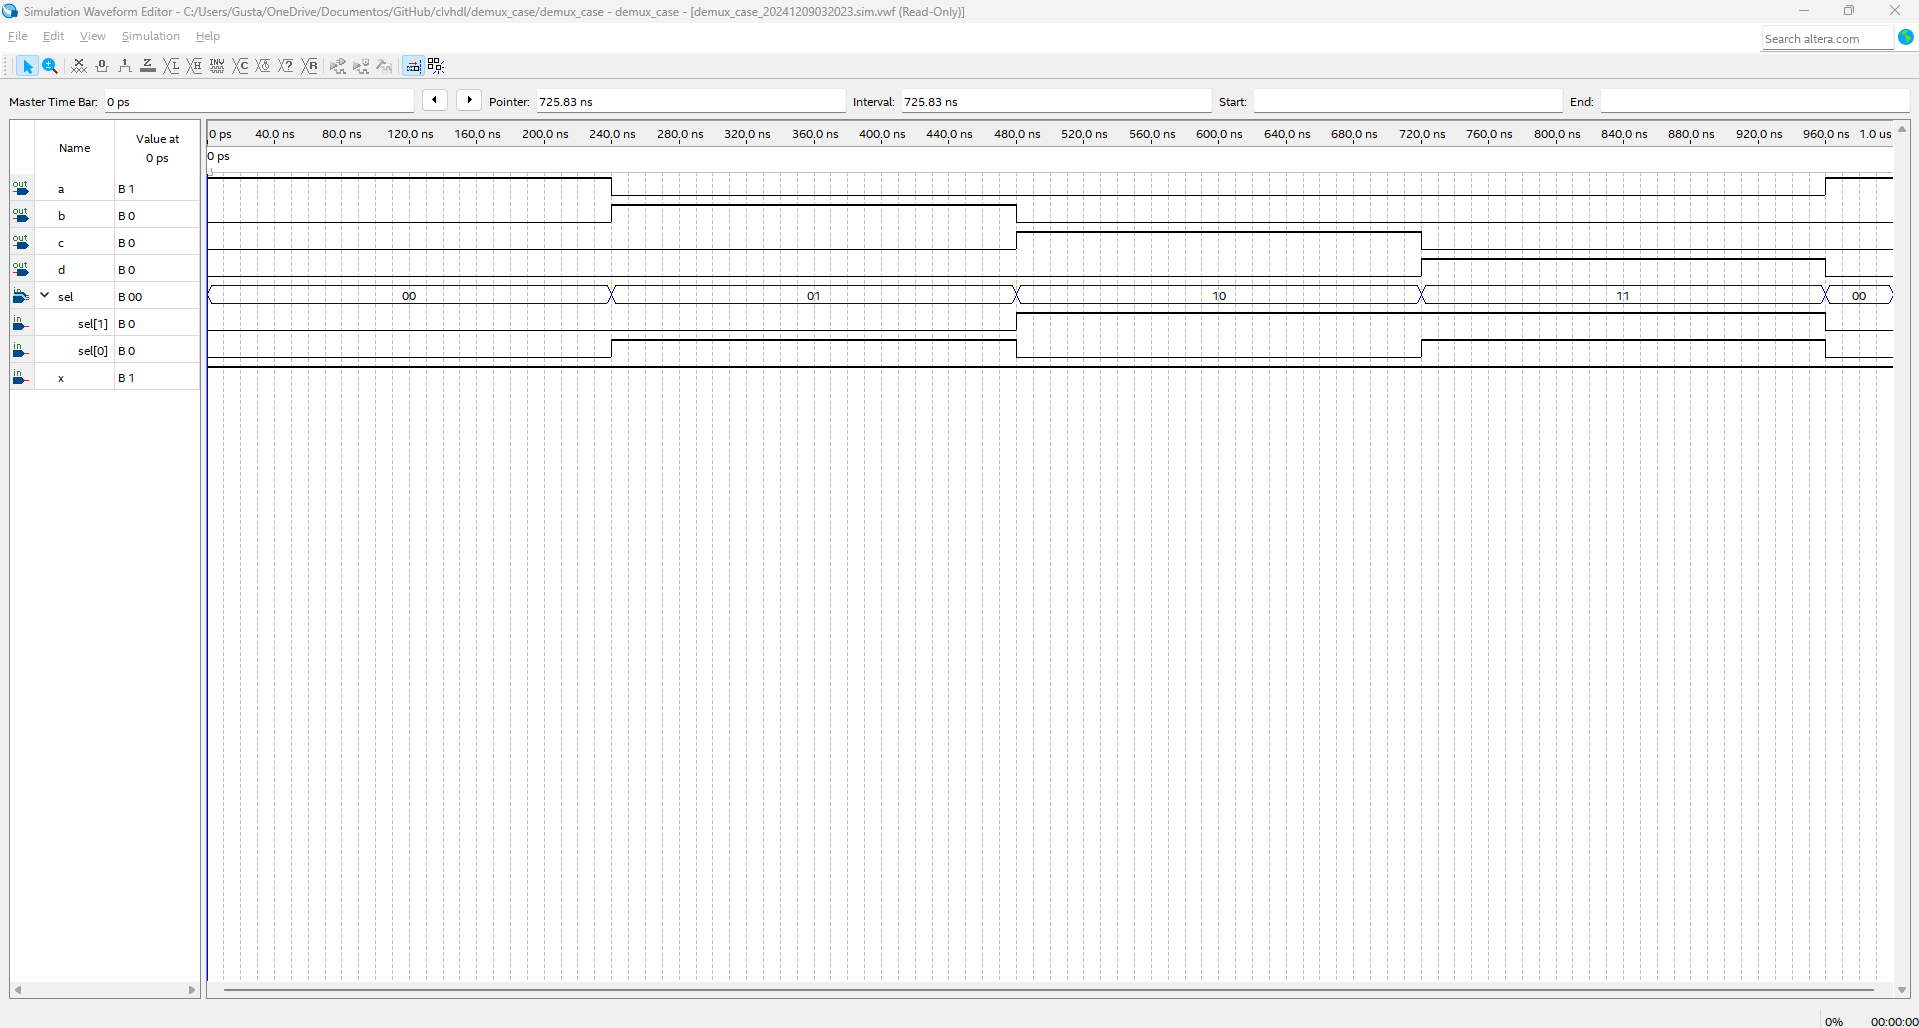 Simulation Waveform Editor - C:/Users/Gusta/OneDrive/Documentos/GitHub/clvhdl/demux_case/demux_case - demux_case - [demux_case_20241209032023.sim.vwf (Read-Only)]
File Edit View Simulation Help
Search altera.com
Master Time Bar: 0 ps Pointer: 725.83 ns Interval: 725.83 ns Start: End:
Name Value at 0 ps
0 ps 40.0 ns 80.0 ns 120.0 ns 160.0 ns 200.0 ns 240.0 ns 280.0 ns 320.0 ns 360.0 ns 400.0 ns 440.0 ns 480.0 ns 520.0 ns 560.0 ns 600.0 ns 640.0 ns 680.0 ns 720.0 ns 760.0 ns 800.0 ns 840.0 ns 880.0 ns 920.0 ns 960.0 ns 1.0 us
0 ps
out a B 1
out b B 0
out c B 0
out d B 0
in sel B 00 00 01 10 11 00
in sel[1] B 0
in sel[0] B 0
in x B 1
0% 00:00:00